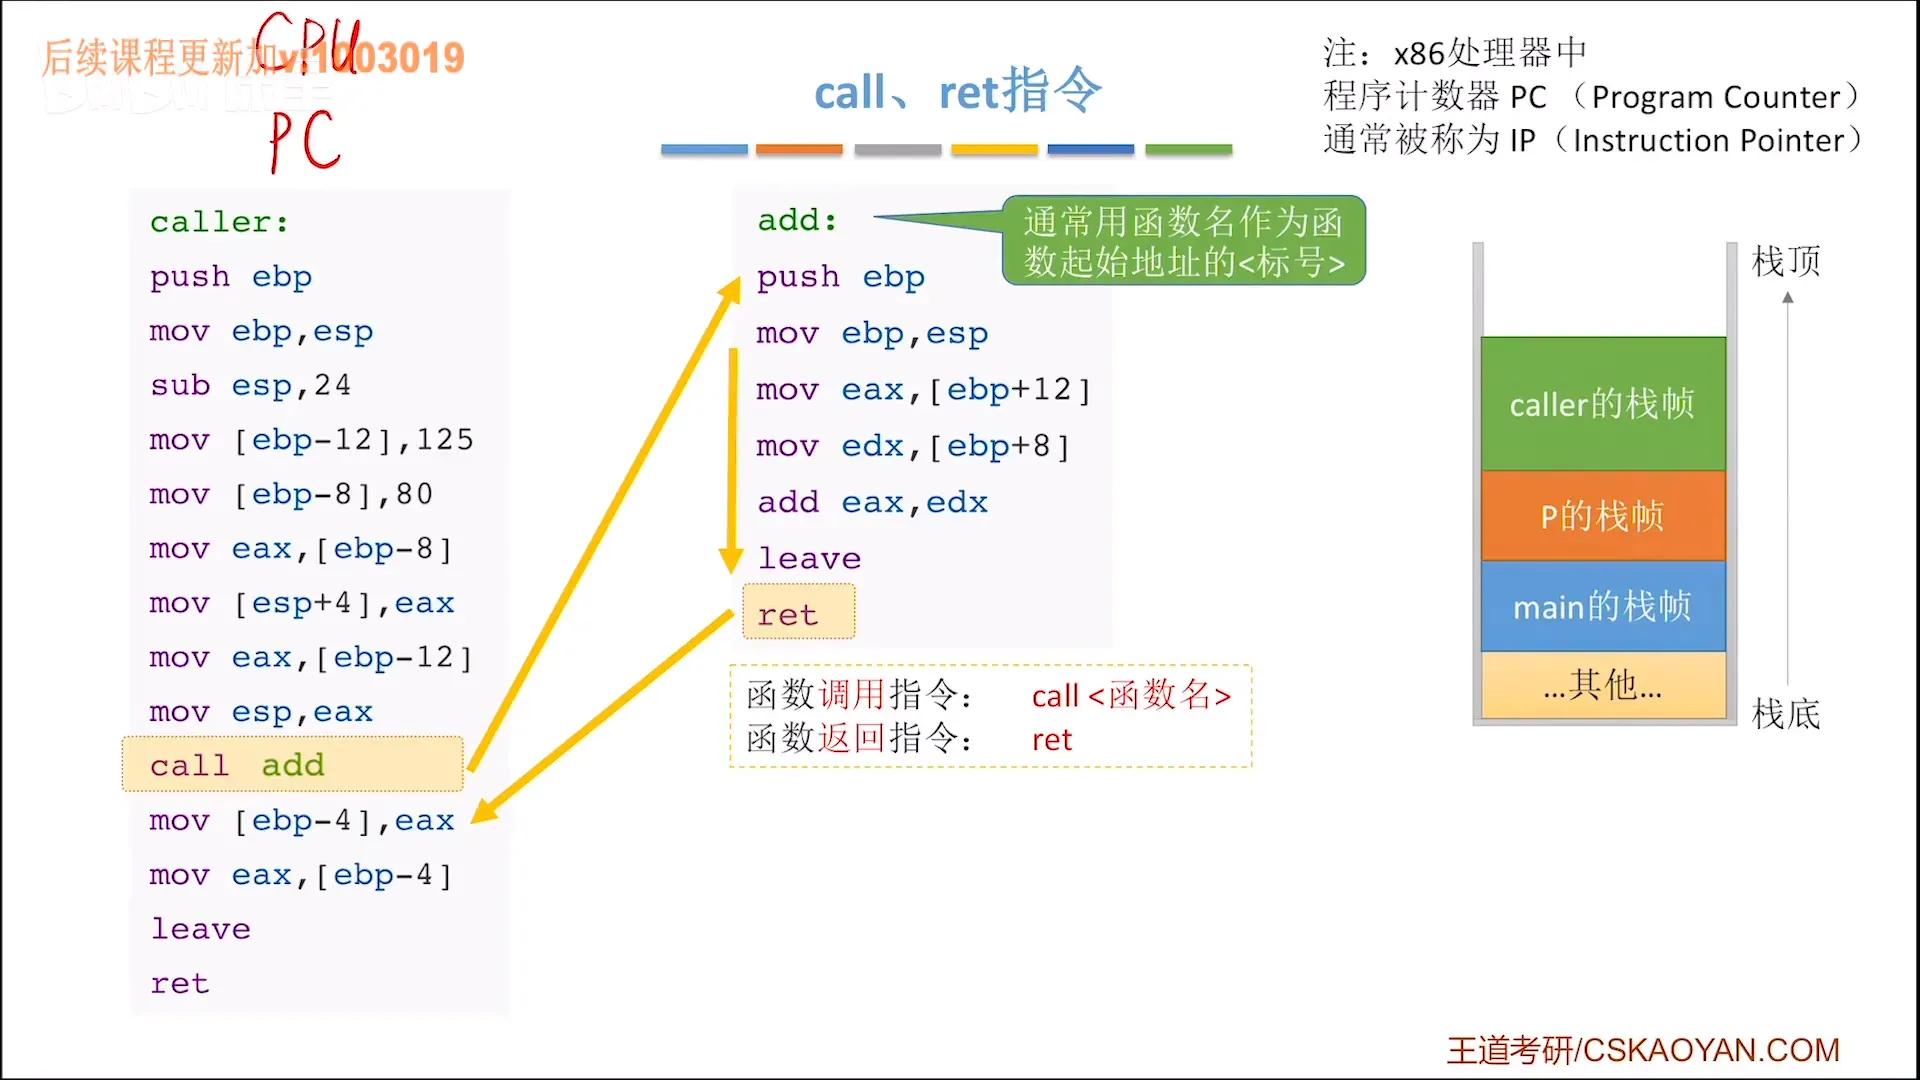 CPU
后续课程更新加v:1003019
PC
call、ret指令
注：x86处理器中
程序计数器 PC （Program Counter）
通常被称为 IP（Instruction Pointer）
caller:
push ebp
mov ebp,esp
sub esp,24
mov [ebp-12],125
mov [ebp-8],80
mov eax,[ebp-8]
mov [esp+4],eax
mov eax,[ebp-12]
mov esp,eax
call add
mov [ebp-4],eax
mov eax,[ebp-4]
leave
ret
add:
push ebp
mov ebp,esp
mov eax,[ebp+12]
mov edx,[ebp+8]
add eax,edx
leave
ret
通常用函数名作为函
数起始地址的<标号>
函数调用指令： call <函数名>
函数返回指令： ret
栈顶
caller的栈帧
P的栈帧
main的栈帧
...其他...
栈底
王道考研/CSKAOYAN.COM